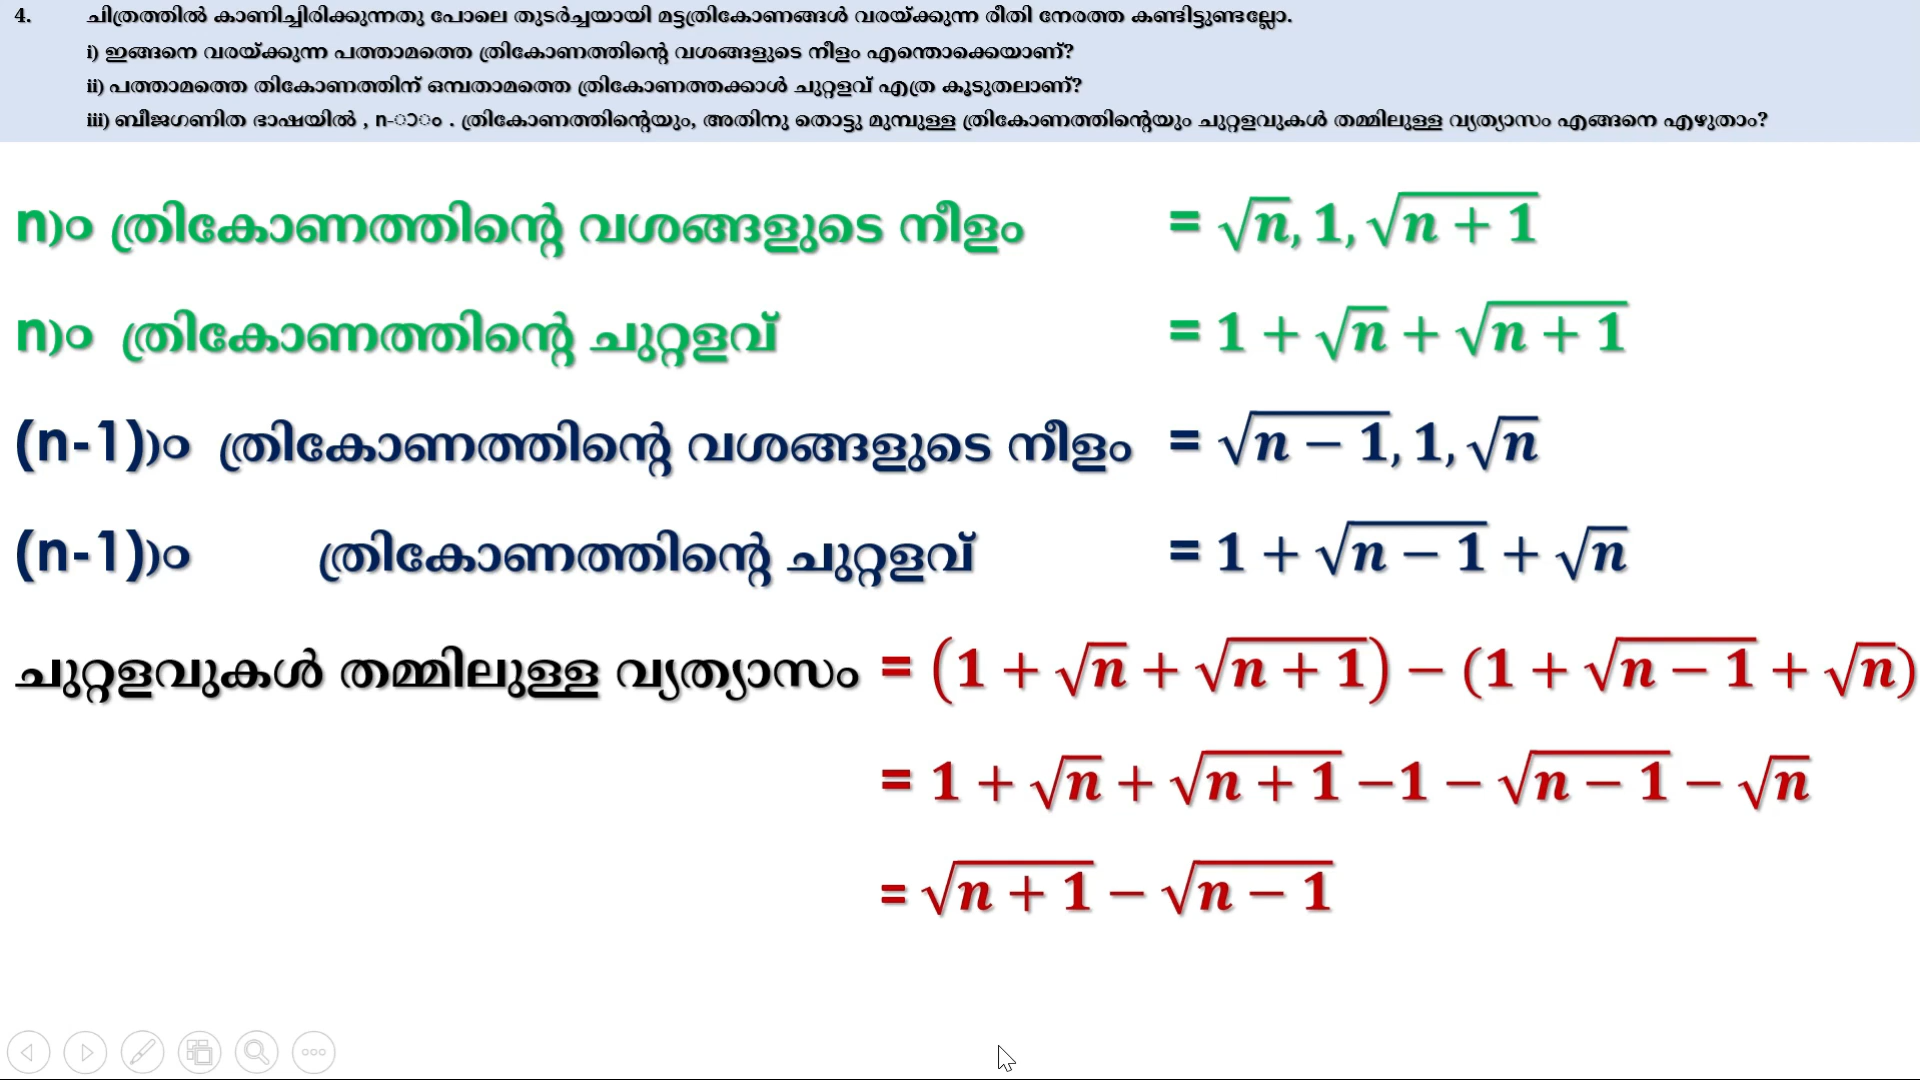 4. ചിത്രത്തിൽ കാണിച്ചിരിക്കുന്നതു പോലെ തുടർച്ചയായി മട്ടത്രികോണങ്ങൾ വരയ്ക്കുന്ന രീതി നേരത്ത കണ്ടിട്ടുണ്ടല്ലോ.
i) ഇങ്ങനെ വരയ്ക്കുന്ന പത്താമത്തെ ത്രികോണത്തിന്റെ വശങ്ങളുടെ നീളം എന്തൊക്കെയാണ്?
ii) പത്താമത്തെ തികോണത്തിന് ഒമ്പതാമത്തെ ത്രികോണത്തക്കാൾ ചുറ്റളവ് എത്ര കൂടുതലാണ്?
iii) ബീജഗണിത ഭാഷയിൽ , n-ാം . ത്രികോണത്തിന്റെയും, അതിനു തൊട്ടു മുമ്പുള്ള ത്രികോണത്തിന്റെയും ചുറ്റളവുകൾ തമ്മിലുള്ള വ്യത്യാസം എങ്ങനെ എഴുതാം?
n)ം ത്രികോണത്തിന്റെ വശങ്ങളുടെ നീളം = √n, 1, √(n + 1)
n)ം ത്രികോണത്തിന്റെ ചുറ്റളവ് = 1 + √n + √(n + 1)
(n-1))ം ത്രികോണത്തിന്റെ വശങ്ങളുടെ നീളം = √(n − 1), 1, √n
(n-1))ം ത്രികോണത്തിന്റെ ചുറ്റളവ് = 1 + √(n − 1) + √n
ചുറ്റളവുകൾ തമ്മിലുള്ള വ്യത്യാസം = (1 + √n + √(n + 1)) − (1 + √(n − 1) + √n)
= 1 + √n + √(n + 1) −1 − √(n − 1) − √n
= √(n + 1) − √(n − 1)